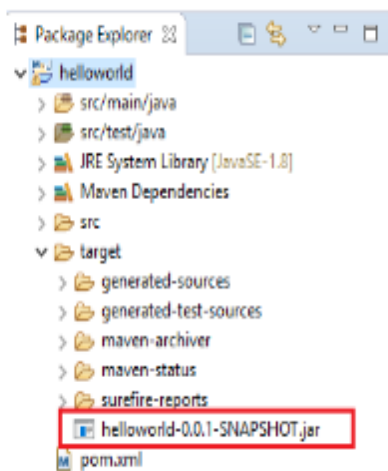 Package Explorer
helloworld
src/main/java
src/test/java
JRE System Library [JavaSE-1.8]
Maven Dependencies
src
target
generated-sources
generated-test-sources
maven-archiver
maven-status
surefire-reports
helloworld-0.0.1-SNAPSHOT.jar
pom.xml